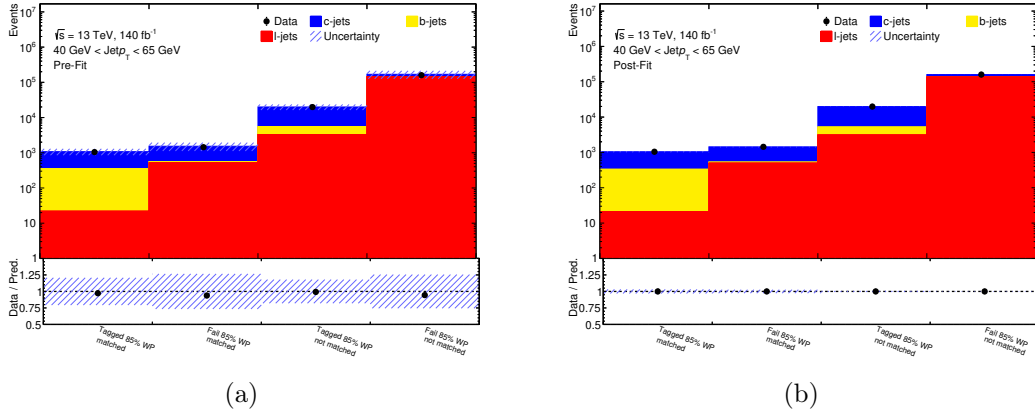 Events
10⁷
10⁶
10⁵
10⁴
10³
10²
10
1
√s = 13 TeV, 140 fb⁻¹
40 GeV < Jet p_T < 65 GeV
Pre-Fit
Data
c-jets
b-jets
l-jets
Uncertainty
Data / Pred.
1.25
1
0.75
0.5
Tagged 85% WP
matched
Fail 85% WP
matched
Tagged 85% WP
not matched
Fail 85% WP
not matched
(a)
Events
10⁷
10⁶
10⁵
10⁴
10³
10²
10
1
√s = 13 TeV, 140 fb⁻¹
40 GeV < Jet p_T < 65 GeV
Post-Fit
Data
c-jets
b-jets
l-jets
Uncertainty
Data / Pred.
1.25
1
0.75
0.5
Tagged 85% WP
matched
Fail 85% WP
matched
Tagged 85% WP
not matched
Fail 85% WP
not matched
(b)